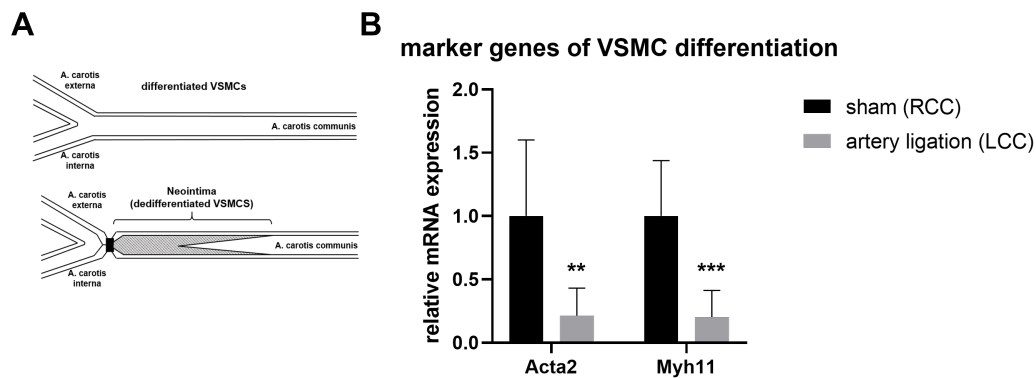 A
A. carotis
externa
differentiated VSMCs
A. carotis communis
A. carotis
interna
Neointima
(dedifferentiated VSMCS)
A. carotis
externa
A. carotis communis
A. carotis
interna
B
marker genes of VSMC differentiation
relative mRNA expression
2.0
1.5
1.0
0.5
0.0
**
***
Acta2
Myh11
sham (RCC)
artery ligation (LCC)